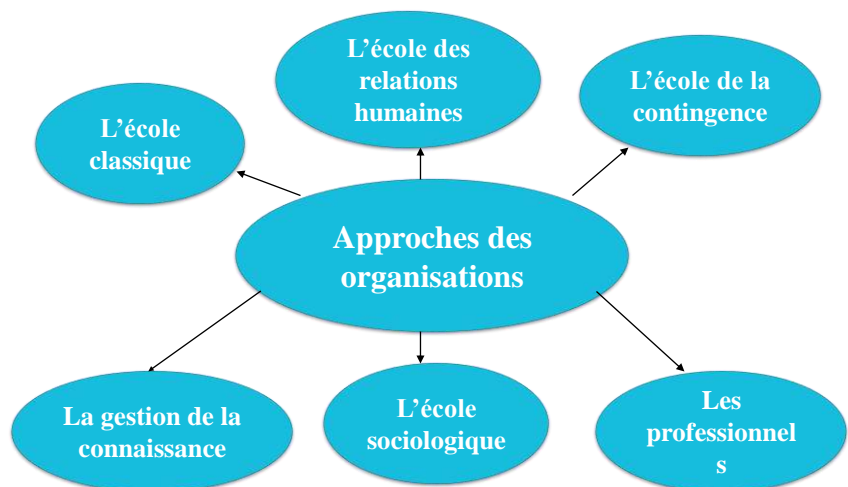 L’école des
relations
humaines
L’école de la
contingence
L’école
classique
Approches des
organisations
La gestion de la
connaissance
L’école
sociologique
Les
professionnel
s